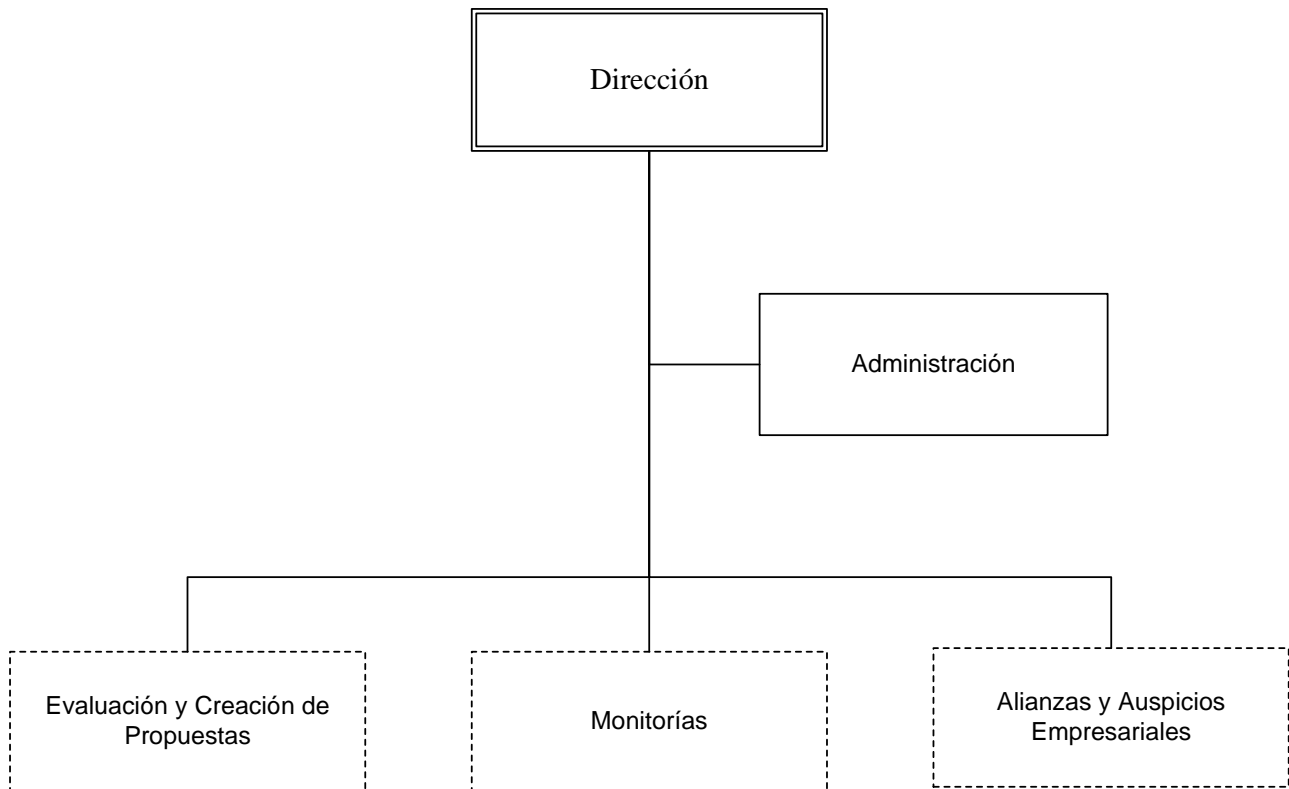 Dirección
Administración
Evaluación y Creación de
Propuestas
Monitorías
Alianzas y Auspicios
Empresariales